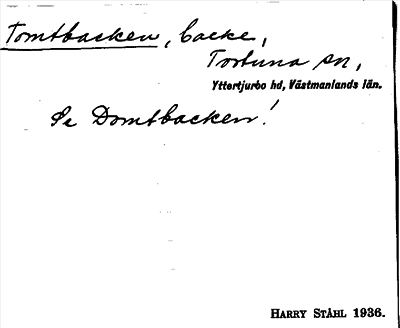 Tomtbacken, backe,
Tortuna sn,
Yttertjurbo hd, Västmanlands län.
Se Domtbacken!
HARRY STÅHL 1936.